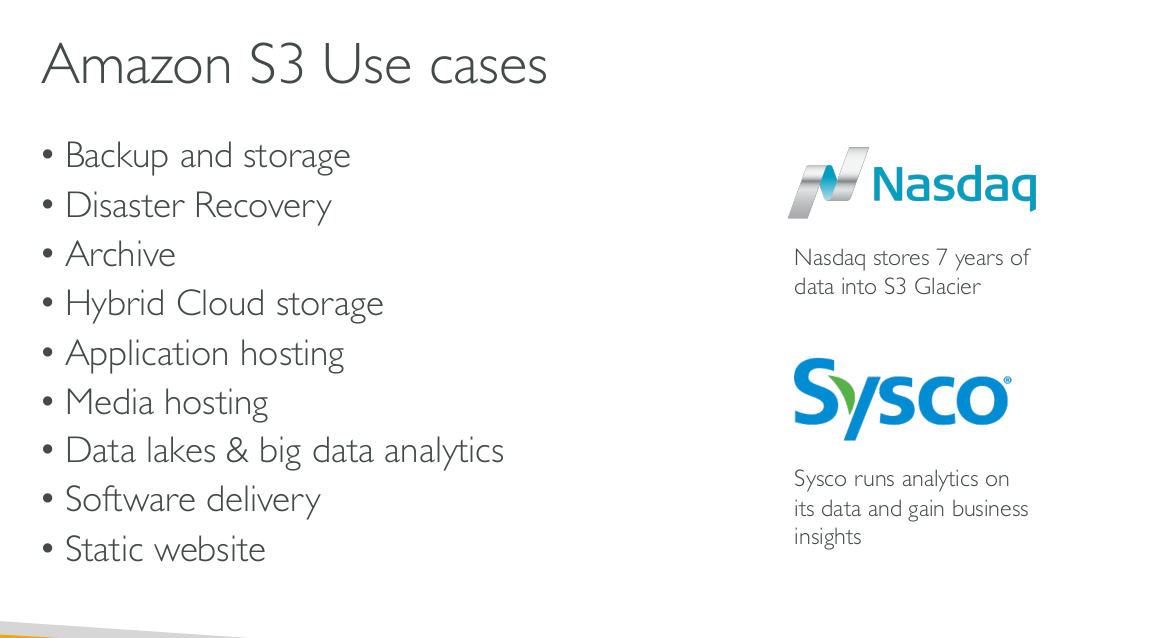 Amazon S3 Use cases
• Backup and storage
• Disaster Recovery
• Archive
• Hybrid Cloud storage
• Application hosting
• Media hosting
• Data lakes & big data analytics
• Software delivery
• Static website
Nasdaq
Nasdaq stores 7 years of
data into S3 Glacier
Sysco®
Sysco runs analytics on
its data and gain business
insights